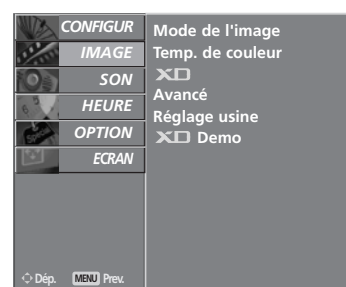 CONFIGUR
IMAGE
SON
HEURE
OPTION
ECRAN
Mode de l'image
Temp. de couleur
XD
Avancé
Réglage usine
XD Demo
Dép. MENU Prev.